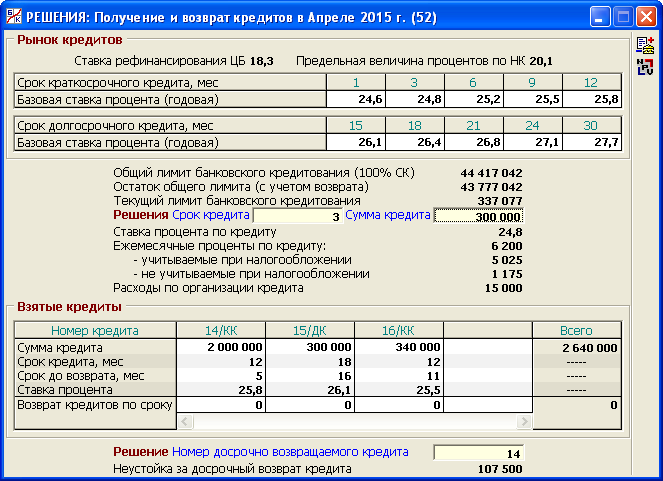 РЕШЕНИЯ: Получение и возврат кредитов в Апреле 2015 г. (52)
Рынок кредитов
Ставка рефинансирования ЦБ 18,3 Предельная величина процентов по НК 20,1
Срок краткосрочного кредита, мес 1 3 6 9 12
Базовая ставка процента (годовая) 24,6 24,8 25,2 25,5 25,8
Срок долгосрочного кредита, мес 15 18 21 24 30
Базовая ставка процента (годовая) 26,1 26,4 26,8 27,1 27,7
Общий лимит банковского кредитования (100% СК) 44 417 042
Остаток общего лимита (с учетом возврата) 43 777 042
Текущий лимит банковского кредитования 337 077
Решения Срок кредита 3 Сумма кредита 300 000
Ставка процента по кредиту 24,8
Ежемесячные проценты по кредиту: 6 200
- учитываемые при налогообложении 5 025
- не учитываемые при налогообложении 1 175
Расходы по организации кредита 15 000
Взятые кредиты
Номер кредита 14/КК 15/ДК 16/КК Всего
Сумма кредита 2 000 000 300 000 340 000 2 640 000
Срок кредита, мес 12 18 12 -----
Срок до возврата, мес 5 16 11 -----
Ставка процента 25,8 26,1 25,5 -----
Возврат кредитов по сроку 0 0 0 0
Решение Номер досрочно возвращаемого кредита 14
Неустойка за досрочный возврат кредита 107 500